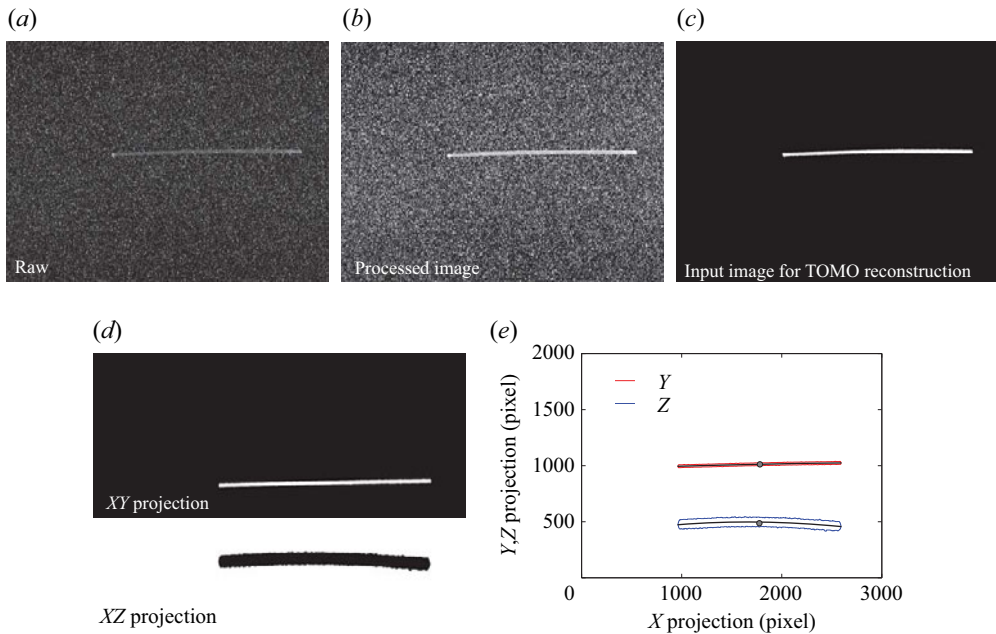 (a)
(b)
(c)
Raw
Processed image
Input image for TOMO reconstruction
(d)
(e)
XY projection
XZ projection
Y,Z projection (pixel)
2000
1500
1000
500
0
1000
2000
3000
Y
Z
X projection (pixel)